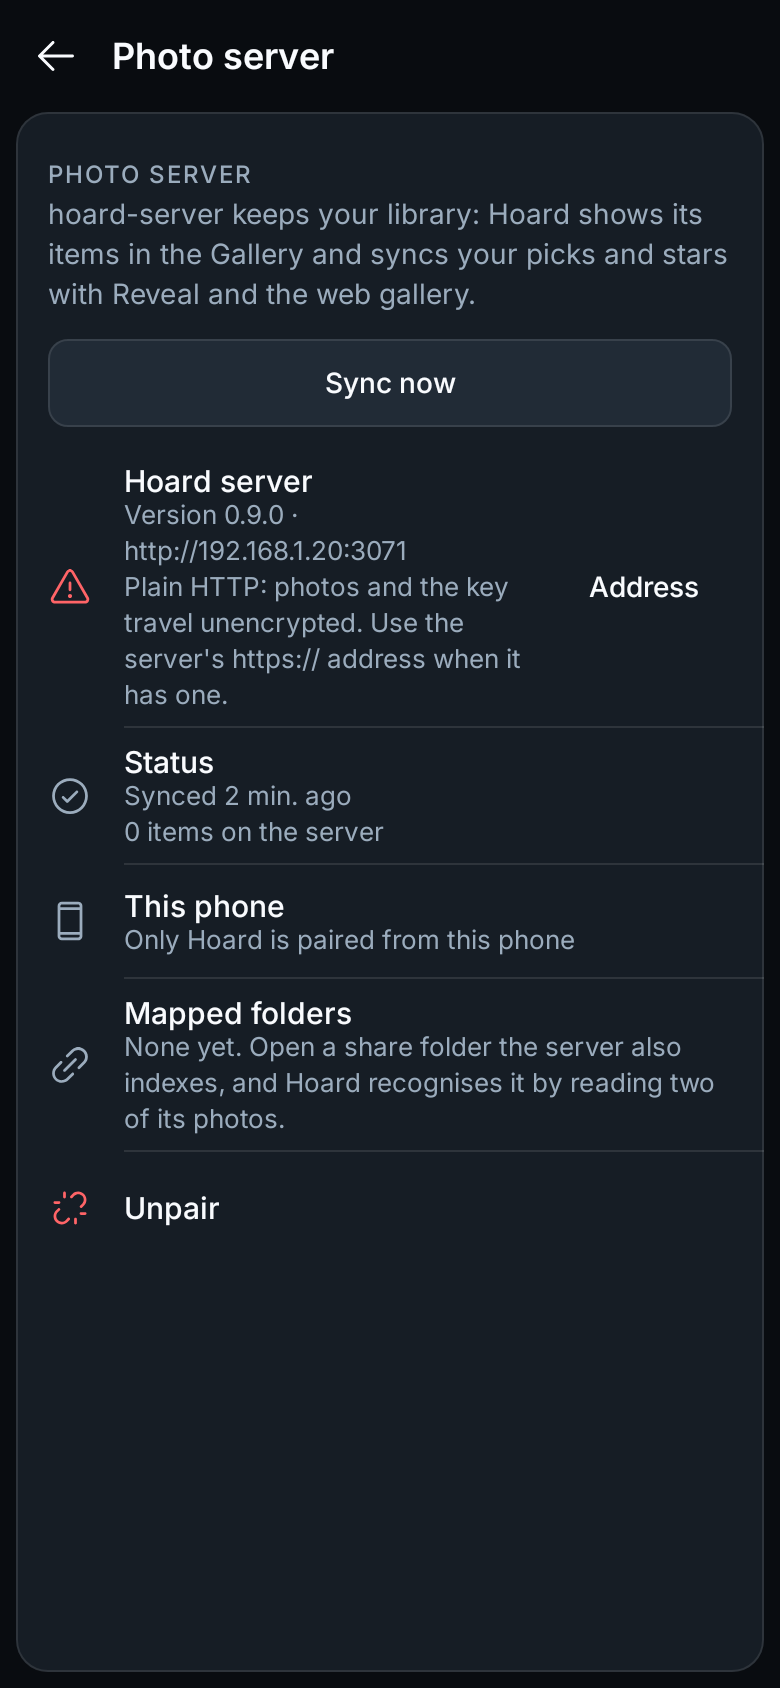 Photo server
PHOTO SERVER
hoard-server keeps your library: Hoard shows its
items in the Gallery and syncs your picks and stars
with Reveal and the web gallery.
Sync now
Hoard server
Version 0.9.0 ·
http://192.168.1.20:3071
Plain HTTP: photos and the key
travel unencrypted. Use the
server's https:// address when it
has one.
Address
Status
Synced 2 min. ago
0 items on the server
This phone
Only Hoard is paired from this phone
Mapped folders
None yet. Open a share folder the server also
indexes, and Hoard recognises it by reading two
of its photos.
Unpair